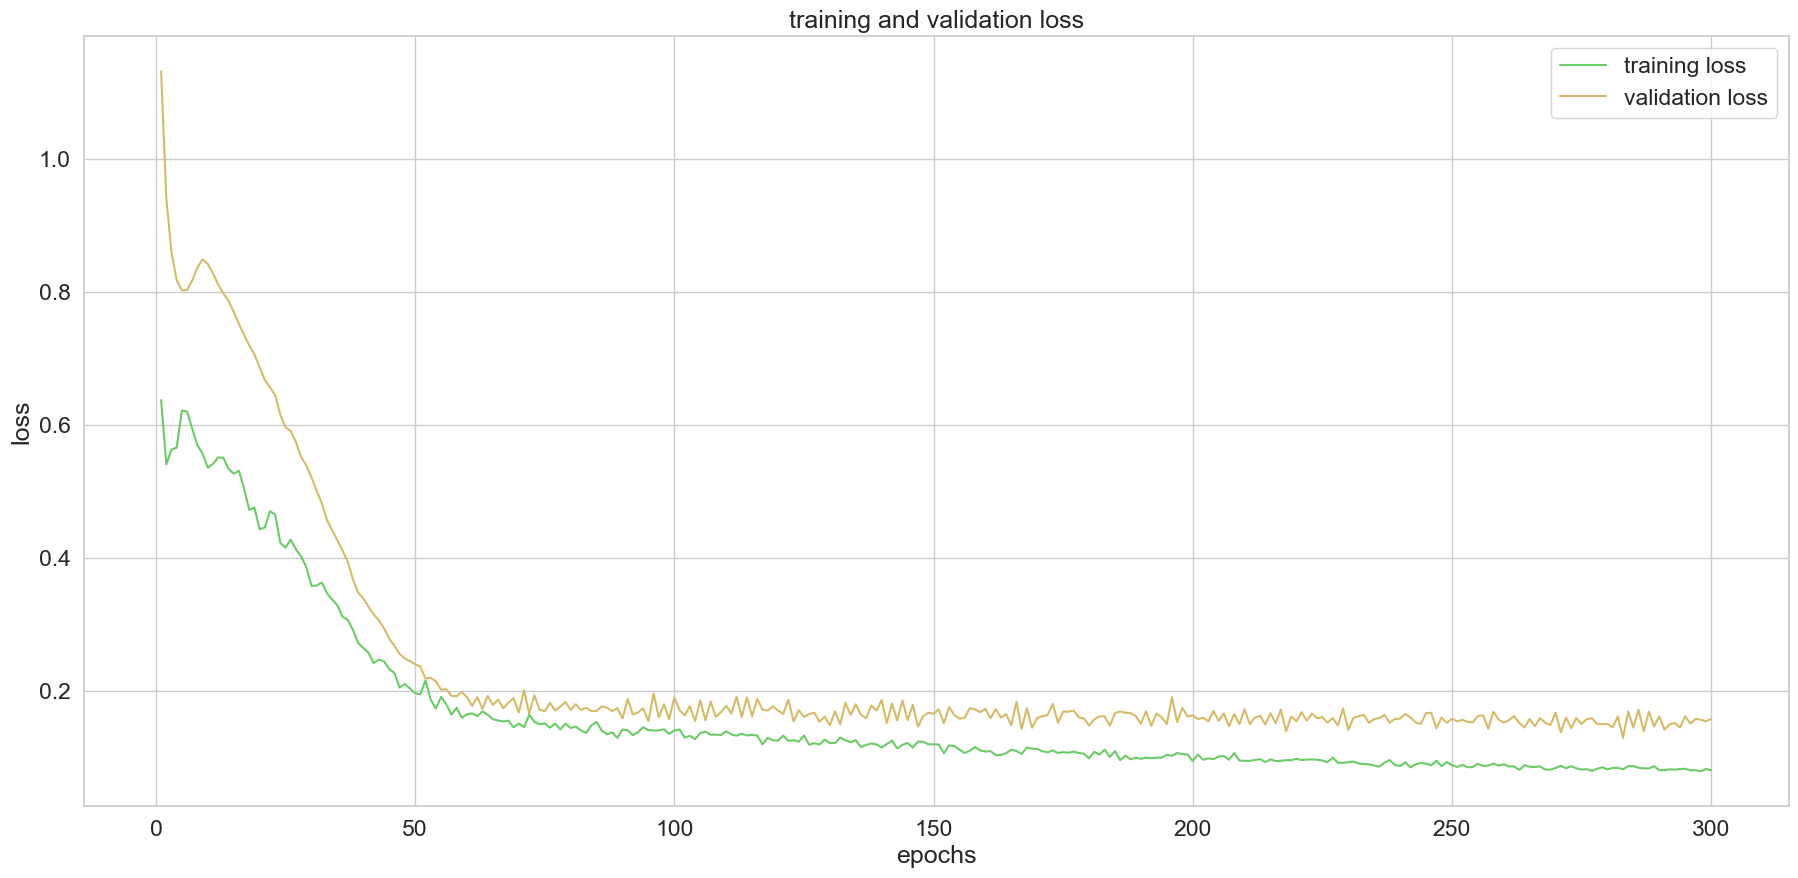 training and validation loss
training loss
validation loss
1.0
0.8
0.6
0.4
0.2
loss
0 50 100 150 200 250 300
epochs